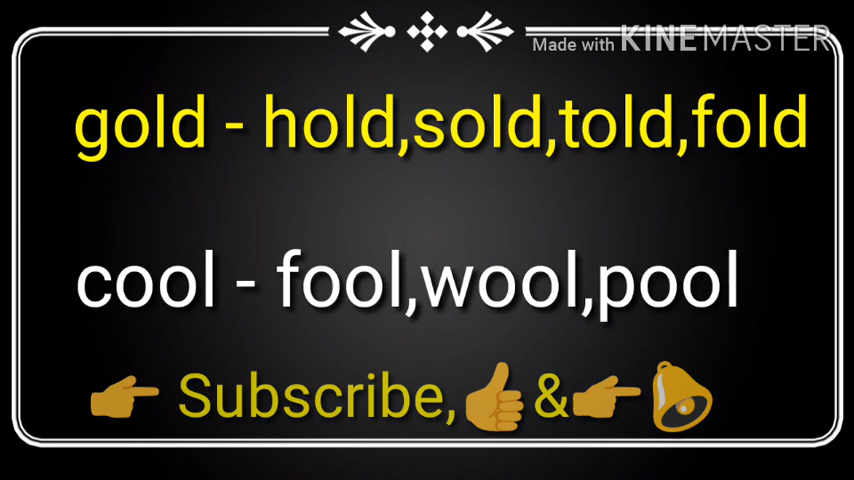 Made with KINEMASTER
gold - hold,sold,told,fold
cool - fool,wool,pool
👉 Subscribe,👍&👉🔔